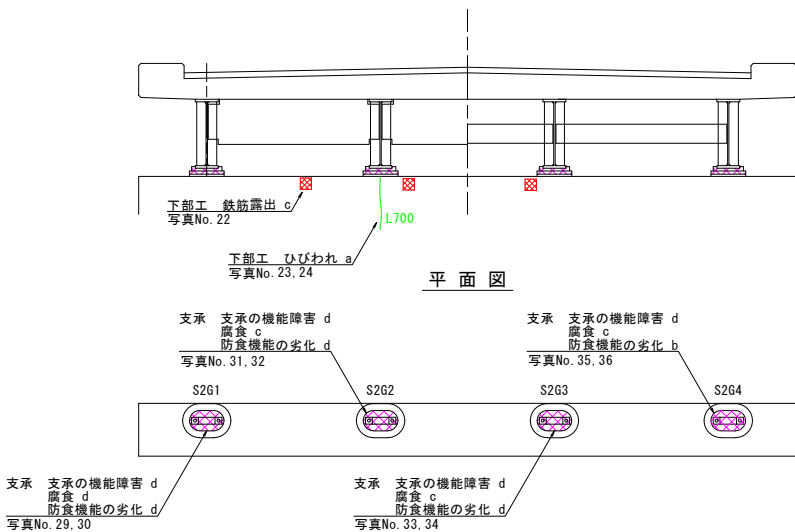 下部工 鉄筋露出 c
写真No. 22
L700
下部工 ひびわれ a
写真No. 23, 24
平 面 図
支承 支承の機能障害 d
腐食 c
防食機能の劣化 d
写真No. 31, 32
支承 支承の機能障害 d
腐食 c
防食機能の劣化 b
写真No. 35, 36
S2G1
S2G2
S2G3
S2G4
支承 支承の機能障害 d
腐食 d
防食機能の劣化 d
写真No. 29, 30
支承 支承の機能障害 d
腐食 c
防食機能の劣化 d
写真No. 33, 34